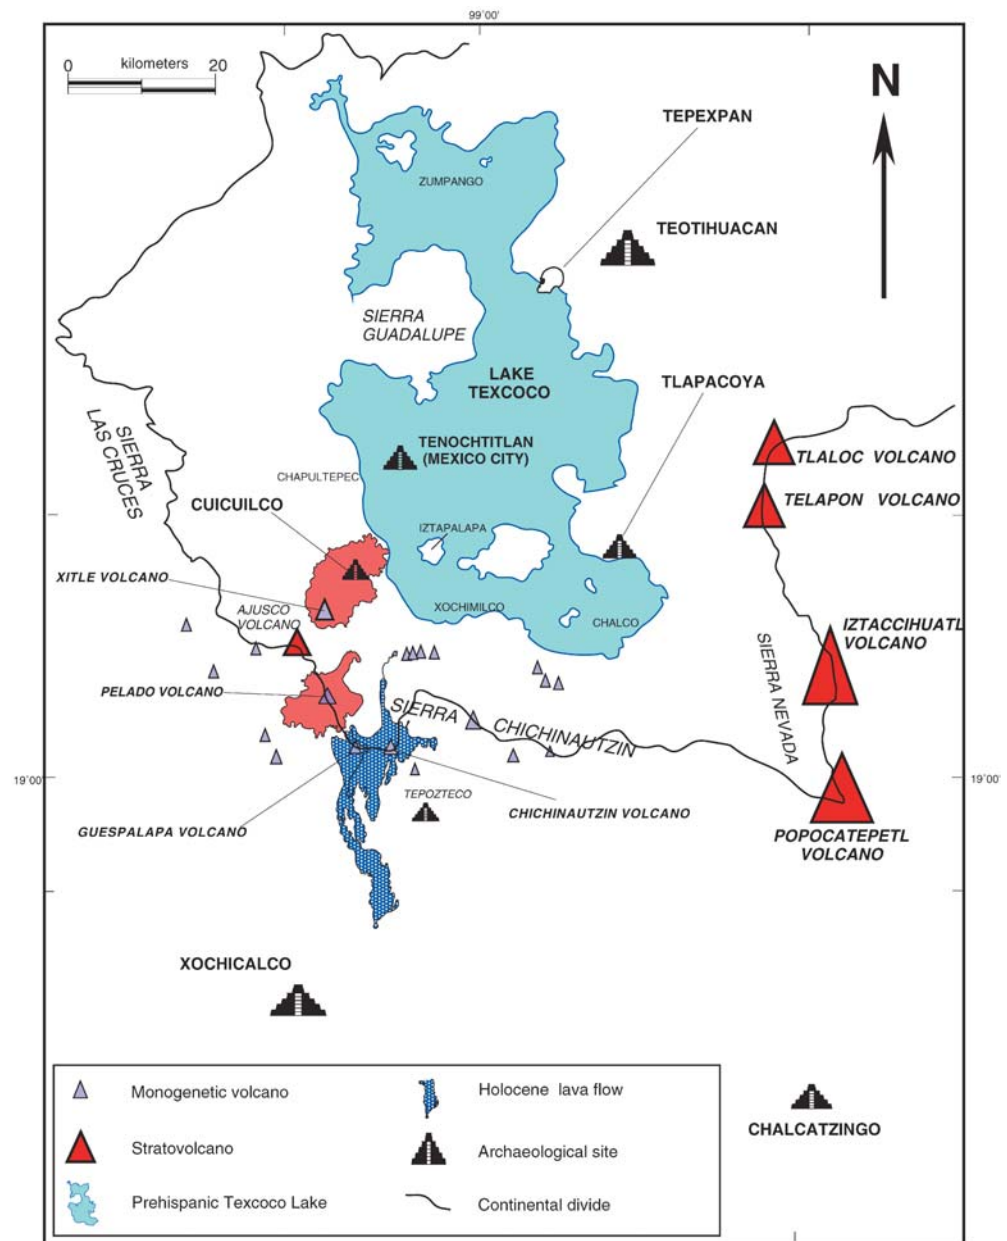 99°00'
0 kilometers 20
N
TEPEXPAN
ZUMPANGO
TEOTIHUACAN
SIERRA
GUADALUPE
LAKE
TEXCOCO
TLAPACOYA
SIERRA
LAS CRUCES
TENOCHTITLAN
(MEXICO CITY)
CHAPULTEPEC
TLALOC VOLCANO
CUICUILCO
TELAPON VOLCANO
IZTAPALAPA
XITLE VOLCANO
AJUSCO
VOLCANO
XOCHIMILCO
CHALCO
IZTACCIHUATL
VOLCANO
PELADO VOLCANO
SIERRA CHICHINAUTZIN
SIERRA NEVADA
19°00'
19°00'
TEPOZTECO
GUESPALAPA VOLCANO
CHICHINAUTZIN VOLCANO
POPOCATEPETL
VOLCANO
XOCHICALCO
CHALCATZINGO
Monogenetic volcano
Holocene lava flow
Stratovolcano
Archaeological site
Prehispanic Texcoco Lake
Continental divide